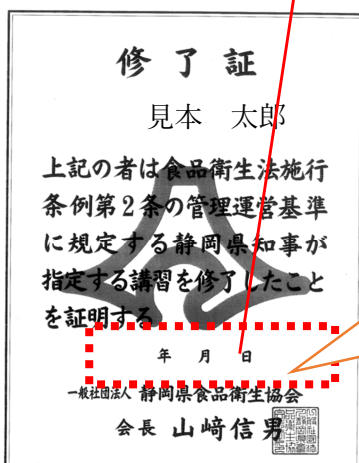 修了証
見本 太郎
上記の者は食品衛生法施行
条例第2条の管理運営基準
に規定する静岡県知事が
指定する講習を修了したこと
を証明する
年 月 日
一般社団法人 静岡県食品衛生協会
会長 山﨑信男